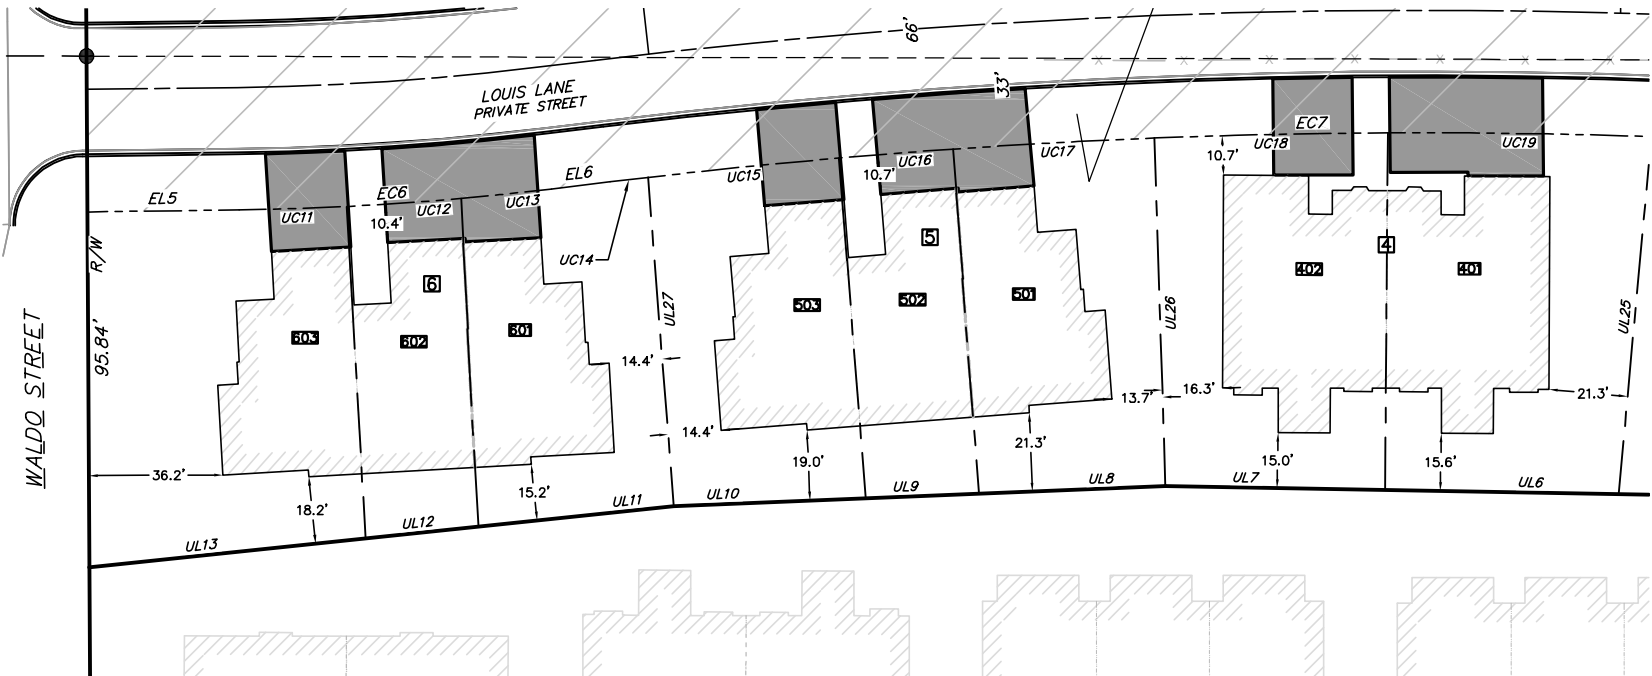 66'
33'
LOUIS LANE
PRIVATE STREET
EL5
EC6
EL6
EC7
UC11
UC12
UC13
UC14
UC15
UC16
UC17
UC18
UC19
10.4'
10.7'
10.7'
R/W
95.84'
WALDO STREET
6
603
602
601
5
503
502
501
4
402
401
UL27
UL26
UL25
14.4'
14.4'
13.7'
16.3'
21.3'
36.2'
18.2'
15.2'
19.0'
21.3'
15.0'
15.6'
UL13
UL12
UL11
UL10
UL9
UL8
UL7
UL6